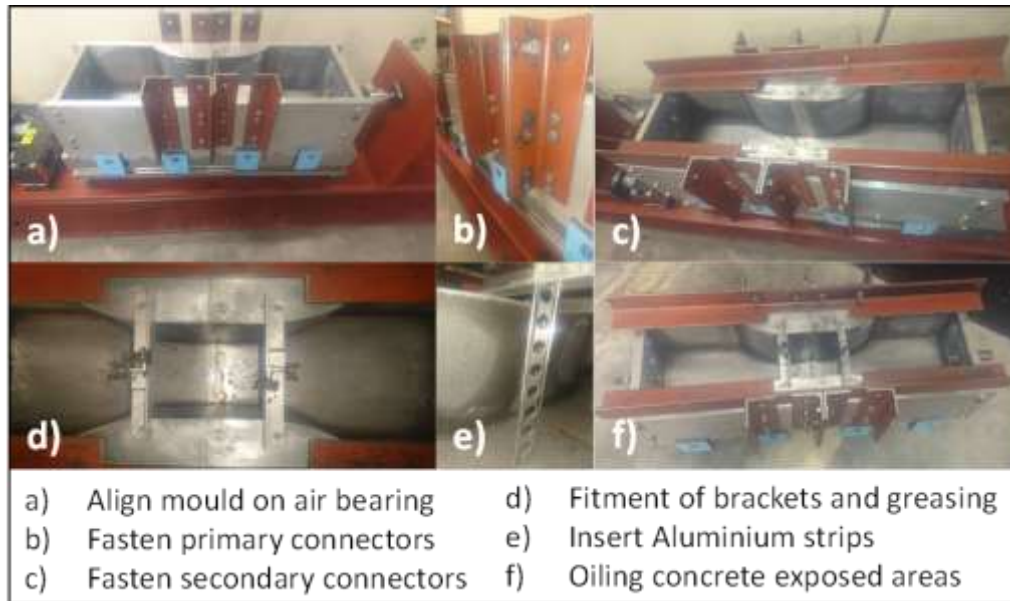 a)
b)
c)
d)
e)
f)
a) Align mould on air bearing
b) Fasten primary connectors
c) Fasten secondary connectors
d) Fitment of brackets and greasing
e) Insert Aluminium strips
f) Oiling concrete exposed areas